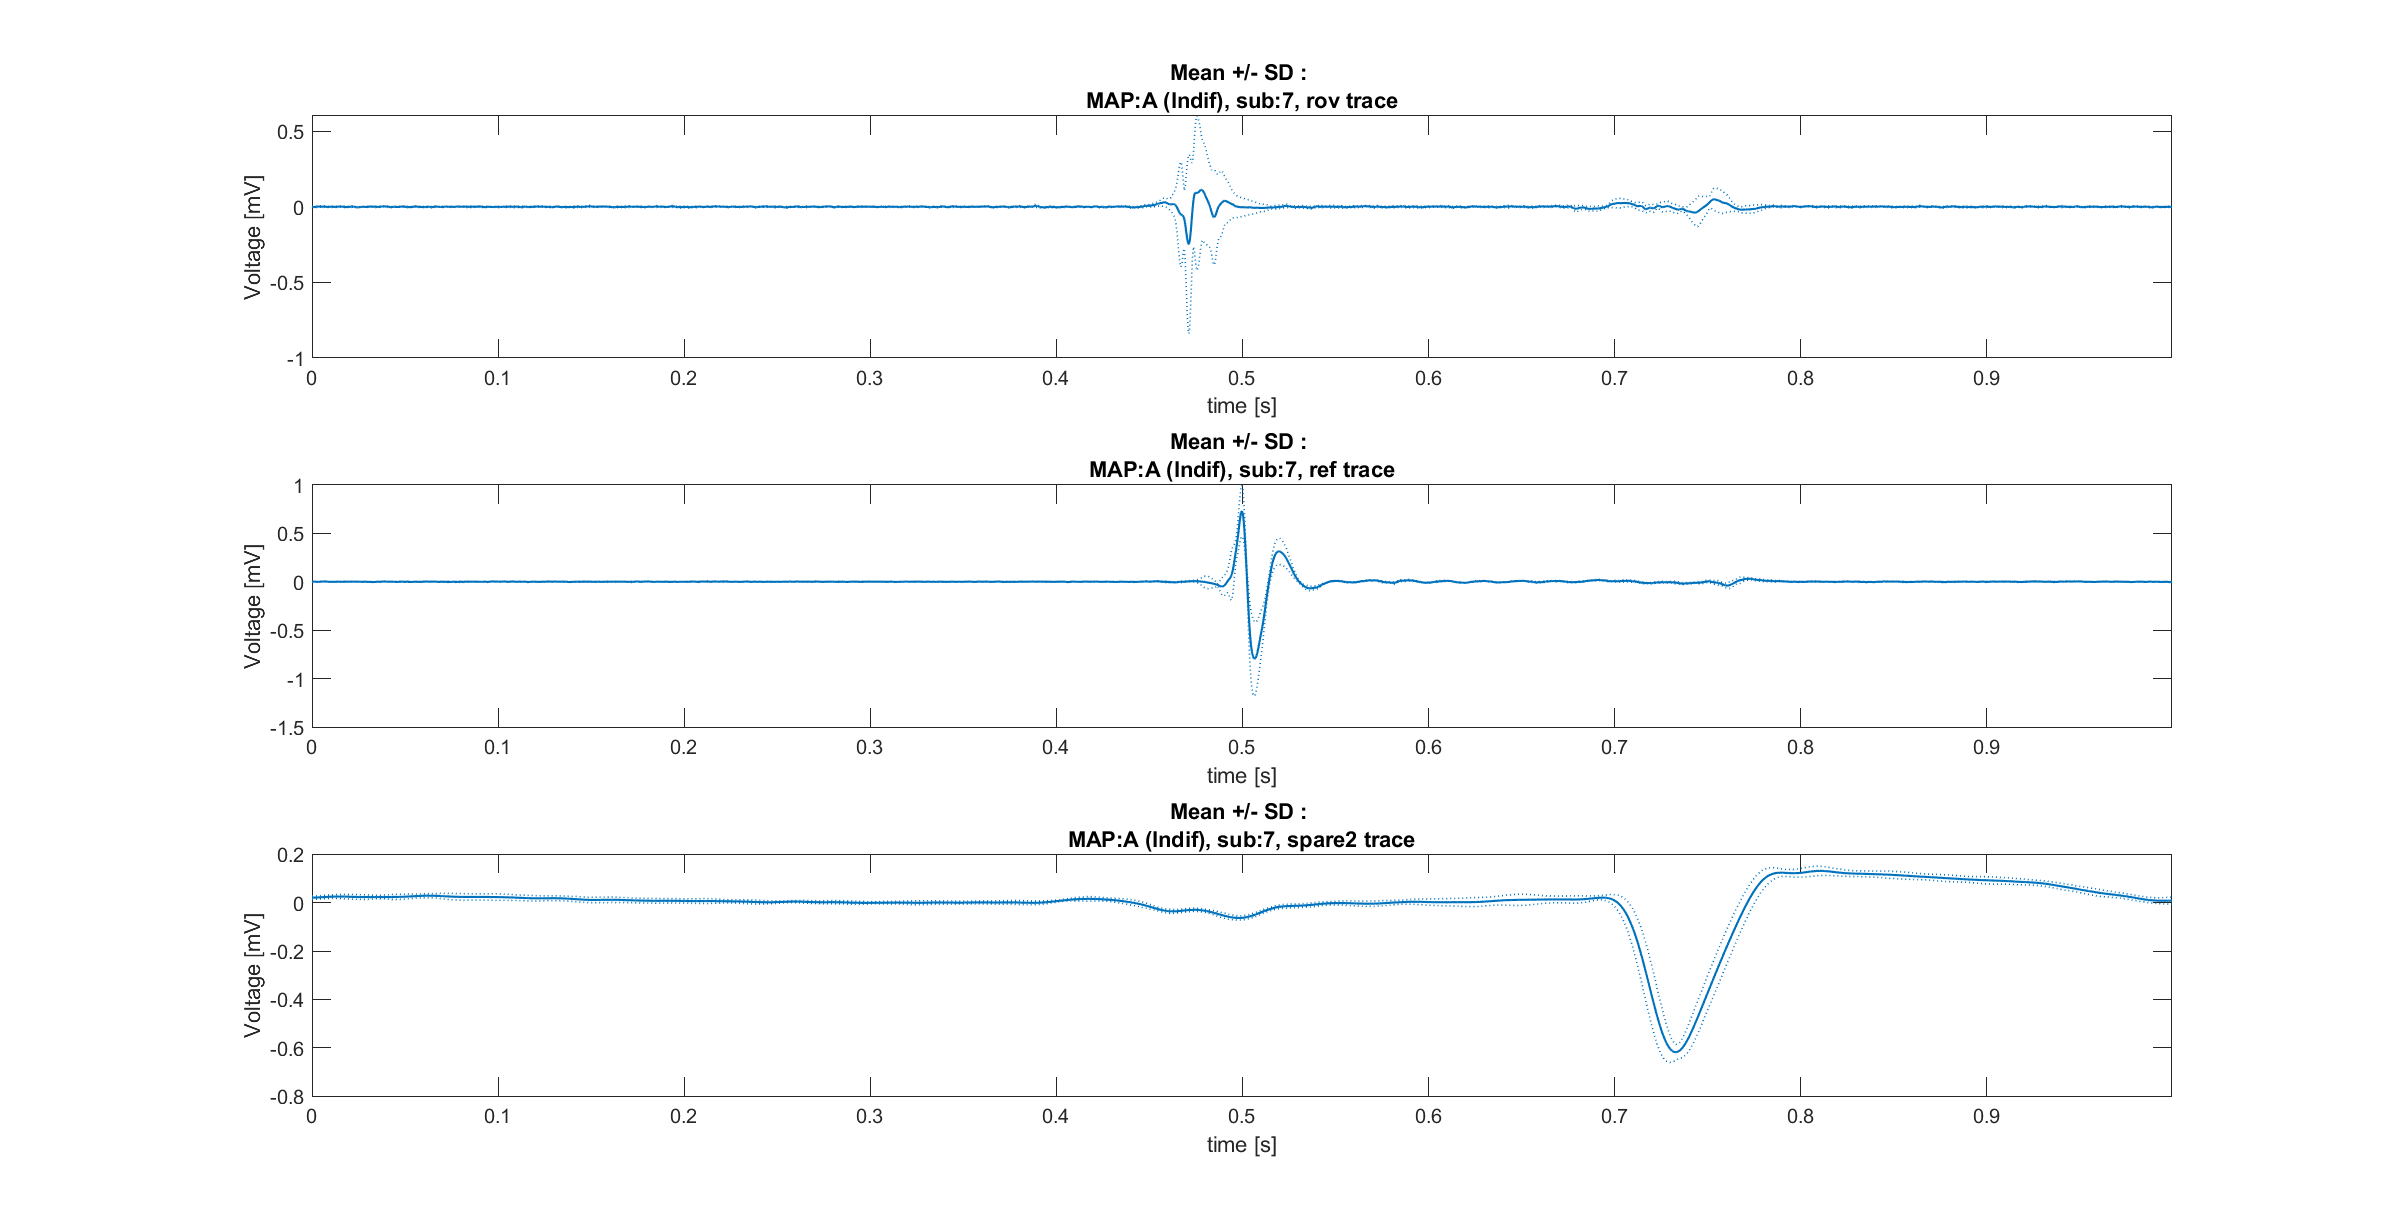 Mean +/- SD :
MAP:A (Indif), sub:7, rov trace
Voltage [mV]
0.5
0
-0.5
-1
0 0.1 0.2 0.3 0.4 0.5 0.6 0.7 0.8 0.9
time [s]
Mean +/- SD :
MAP:A (Indif), sub:7, ref trace
Voltage [mV]
1
0.5
0
-0.5
-1
-1.5
0 0.1 0.2 0.3 0.4 0.5 0.6 0.7 0.8 0.9
time [s]
Mean +/- SD :
MAP:A (Indif), sub:7, spare2 trace
Voltage [mV]
0.2
0
-0.2
-0.4
-0.6
-0.8
0 0.1 0.2 0.3 0.4 0.5 0.6 0.7 0.8 0.9
time [s]